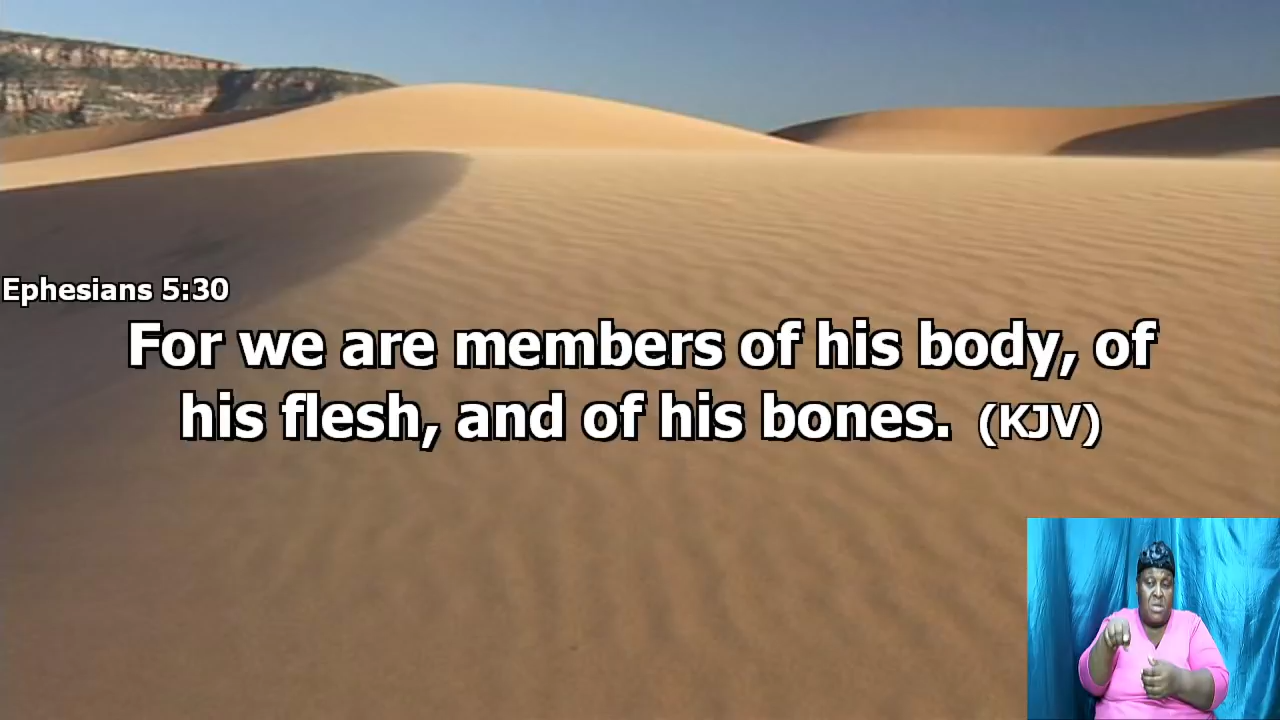 Ephesians 5:30
For we are members of his body, of
his flesh, and of his bones. (KJV)